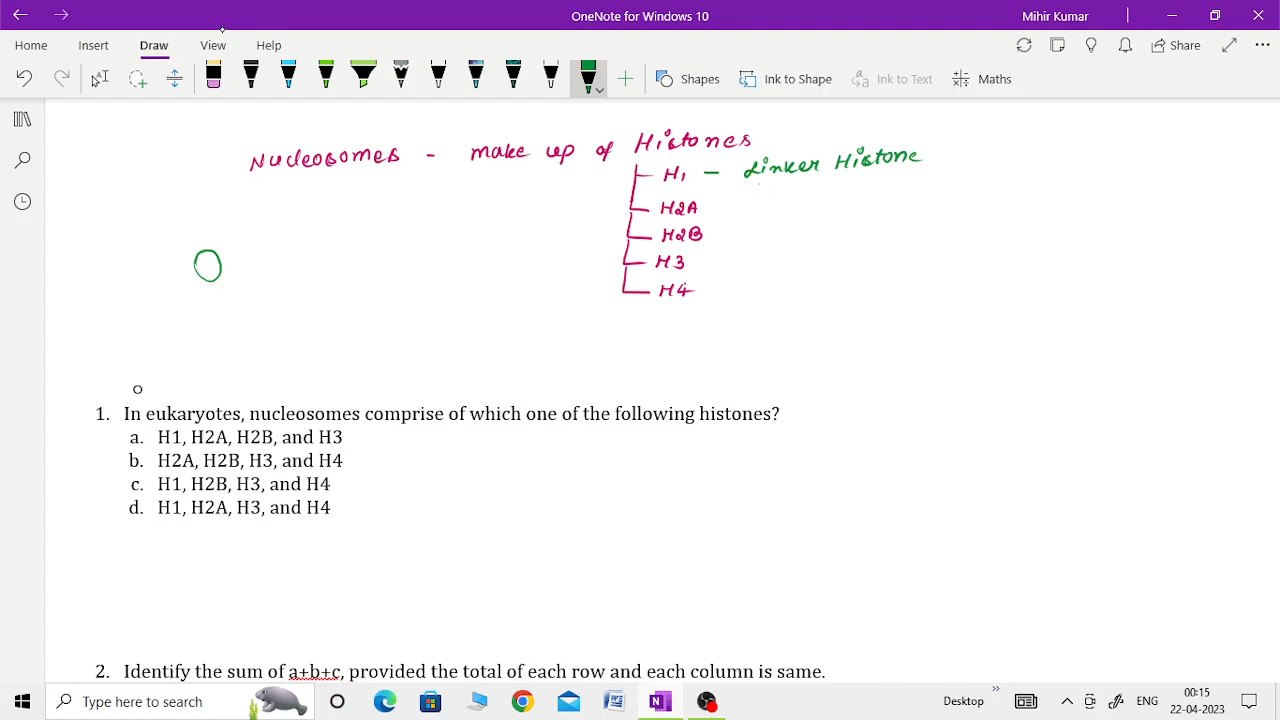 OneNote for Windows 10
Mihir Kumar
Home Insert Draw View Help
Share
Shapes Ink to Shape Ink to Text Maths
Nucleosomes - make up of Histones
H1 - Linker Histone
H2A
H2B
H3
H4
1. In eukaryotes, nucleosomes comprise of which one of the following histones?
a. H1, H2A, H2B, and H3
b. H2A, H2B, H3, and H4
c. H1, H2B, H3, and H4
d. H1, H2A, H3, and H4
2. Identify the sum of a+b+c, provided the total of each row and each column is same.
Type here to search
Desktop
ENG
00:15
22-04-2023